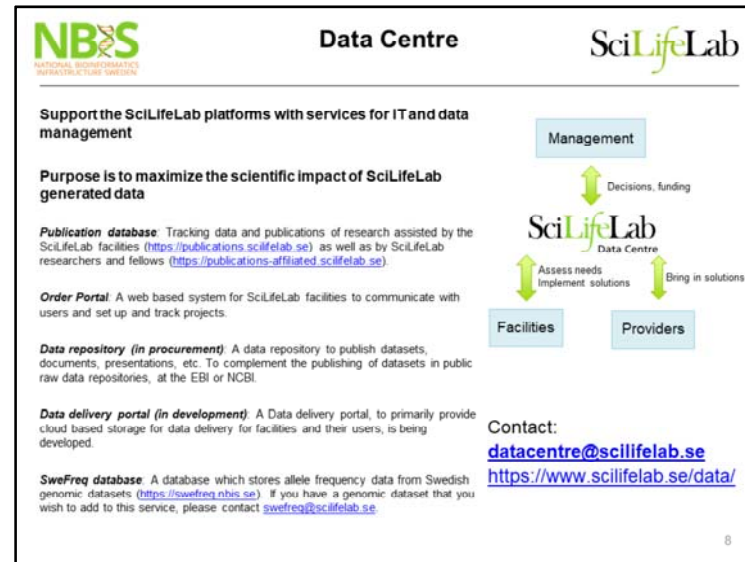 NBIS
NATIONAL BIOINFORMATICS
INFRASTRUCTURE SWEDEN
Data Centre
SciLifeLab
Support the SciLifeLab platforms with services for IT and data
management
Purpose is to maximize the scientific impact of SciLifeLab
generated data
Publication database: Tracking data and publications of research assisted by the
SciLifeLab facilities (https://publications.scilifelab.se) as well as by SciLifeLab
researchers and fellows (https://publications-affiliated.scilifelab.se).
Order Portal: A web based system for SciLifeLab facilities to communicate with
users and set up and track projects.
Data repository (in procurement): A data repository to publish datasets,
documents, presentations, etc. To complement the publishing of datasets in public
raw data repositories, at the EBI or NCBI.
Data delivery portal (in development): A Data delivery portal, to primarily provide
cloud based storage for data delivery for facilities and their users, is being
developed.
SweFreq database: A database which stores allele frequency data from Swedish
genomic datasets (https://swefreq.nbis.se). If you have a genomic dataset that you
wish to add to this service, please contact swefreq@scilifelab.se.
Management
Decisions, funding
SciLifeLab
Data Centre
Assess needs
Implement solutions
Bring in solutions
Facilities
Providers
Contact:
datacentre@scilifelab.se
https://www.scilifelab.se/data/
8